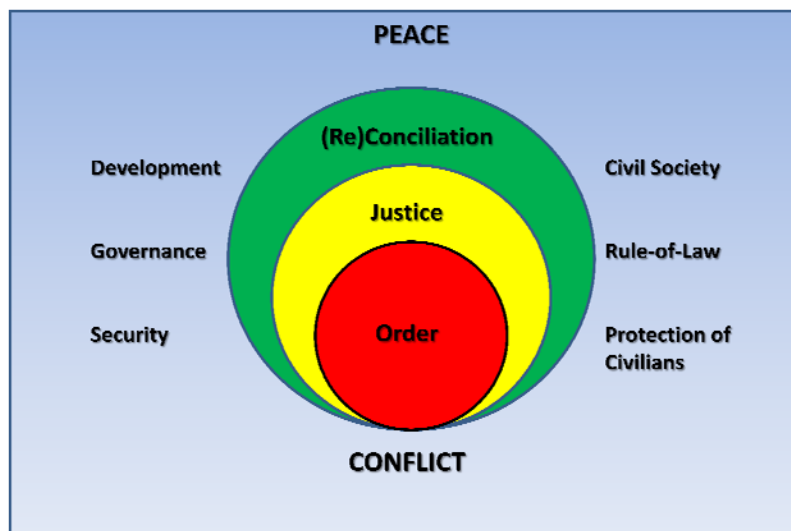 PEACE
(Re)Conciliation
Development
Civil Society
Justice
Governance
Rule-of-Law
Order
Security
Protection of
Civilians
CONFLICT